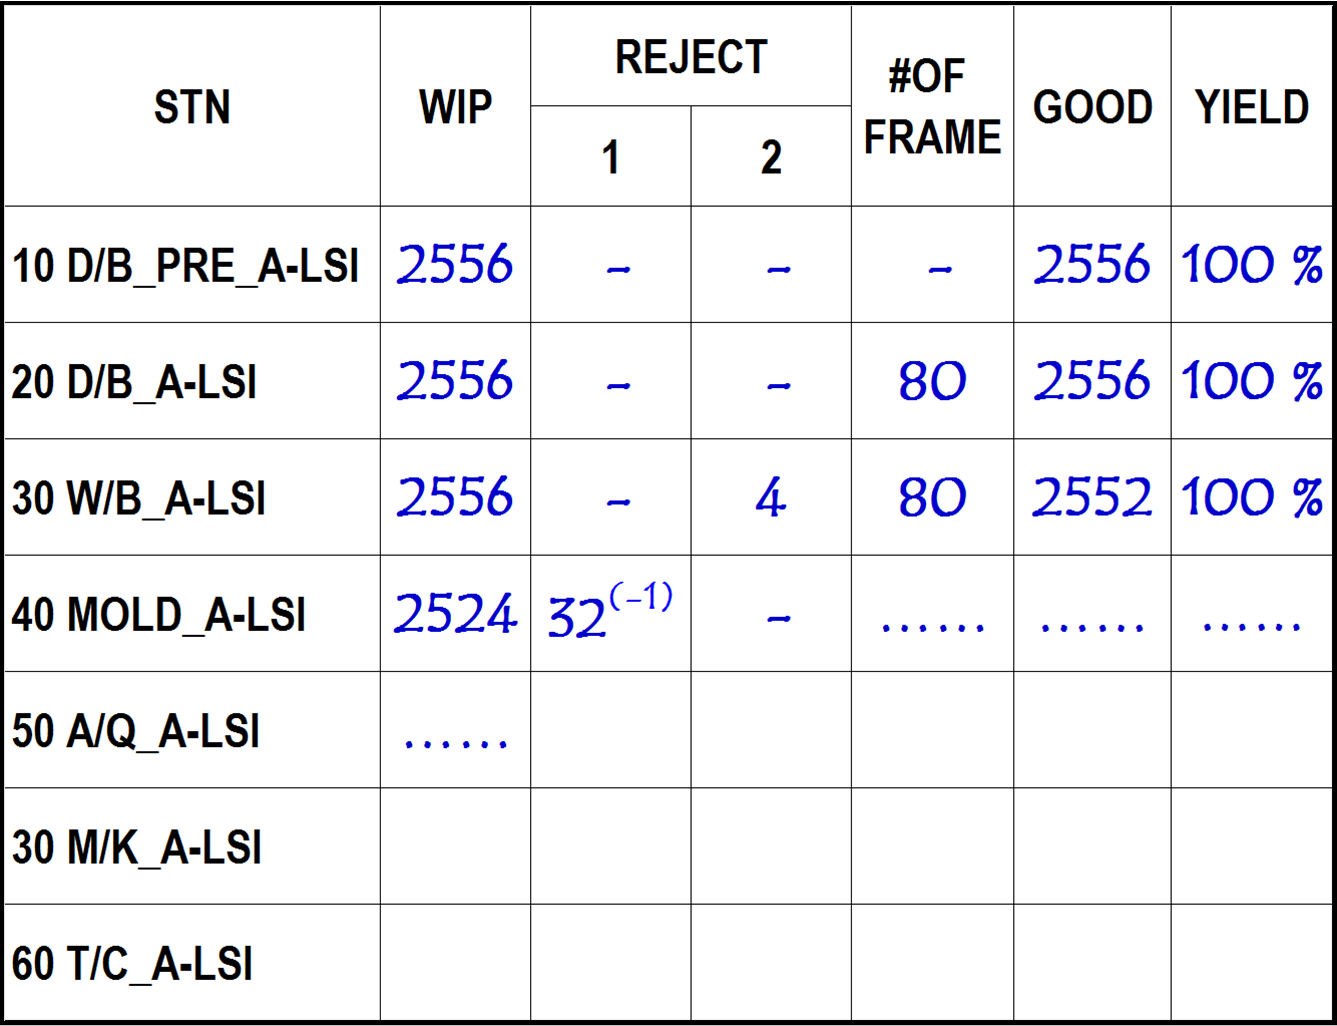 STN WIP REJECT #OF FRAME GOOD YIELD
1 2
10 D/B_PRE_A-LSI 2556 - - - 2556 100 %
20 D/B_A-LSI 2556 - - 80 2556 100 %
30 W/B_A-LSI 2556 - 4 80 2552 100 %
40 MOLD_A-LSI 2524 32(-1) - ...... ...... ......
50 A/Q_A-LSI ......
30 M/K_A-LSI
60 T/C_A-LSI